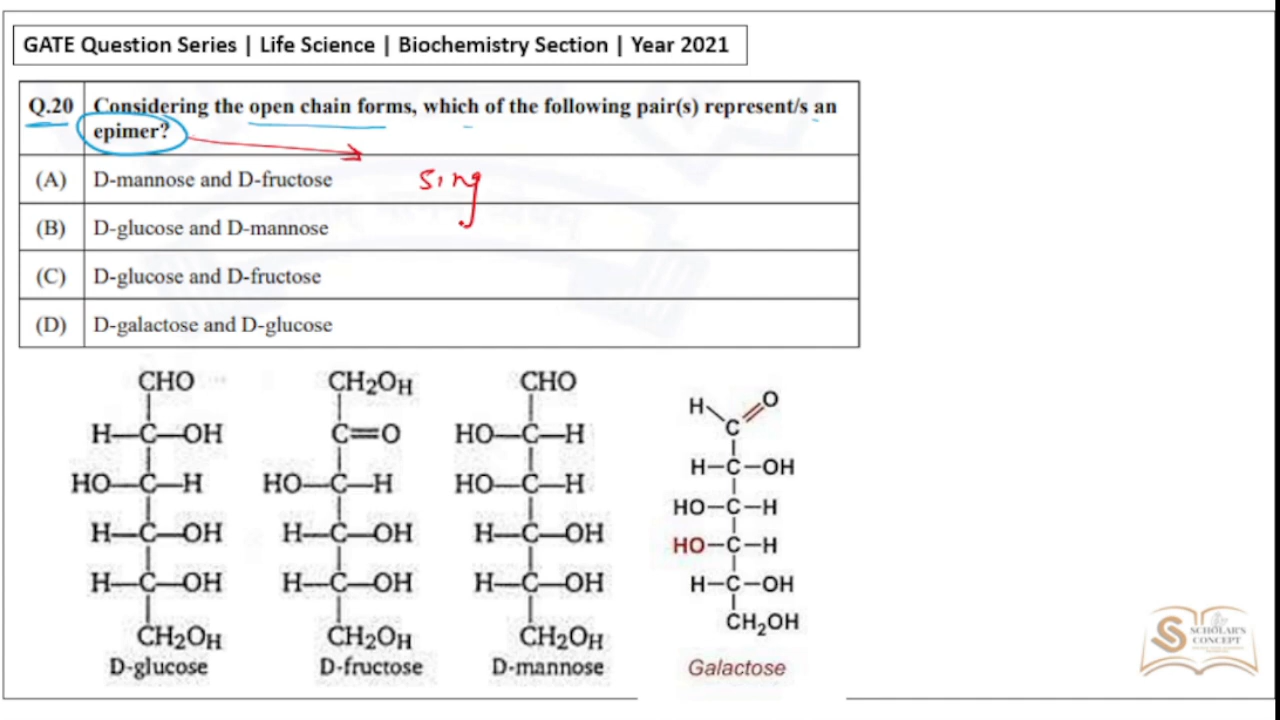 GATE Question Series | Life Science | Biochemistry Section | Year 2021
Q.20 Considering the open chain forms, which of the following pair(s) represent/s an
epimer?
sing
(A) D-mannose and D-fructose
(B) D-glucose and D-mannose
(C) D-glucose and D-fructose
(D) D-galactose and D-glucose
CHO
H—C—OH
HO—C—H
H—C—OH
H—C—OH
CH2OH
D-glucose
CH2OH
C=O
HO—C—H
H—C—OH
H—C—OH
CH2OH
D-fructose
CHO
HO—C—H
HO—C—H
H—C—OH
H—C—OH
CH2OH
D-mannose
H O
C
H–C–OH
HO–C–H
HO–C–H
H–C–OH
CH2OH
Galactose
SCHOLAR'S
CONCEPT